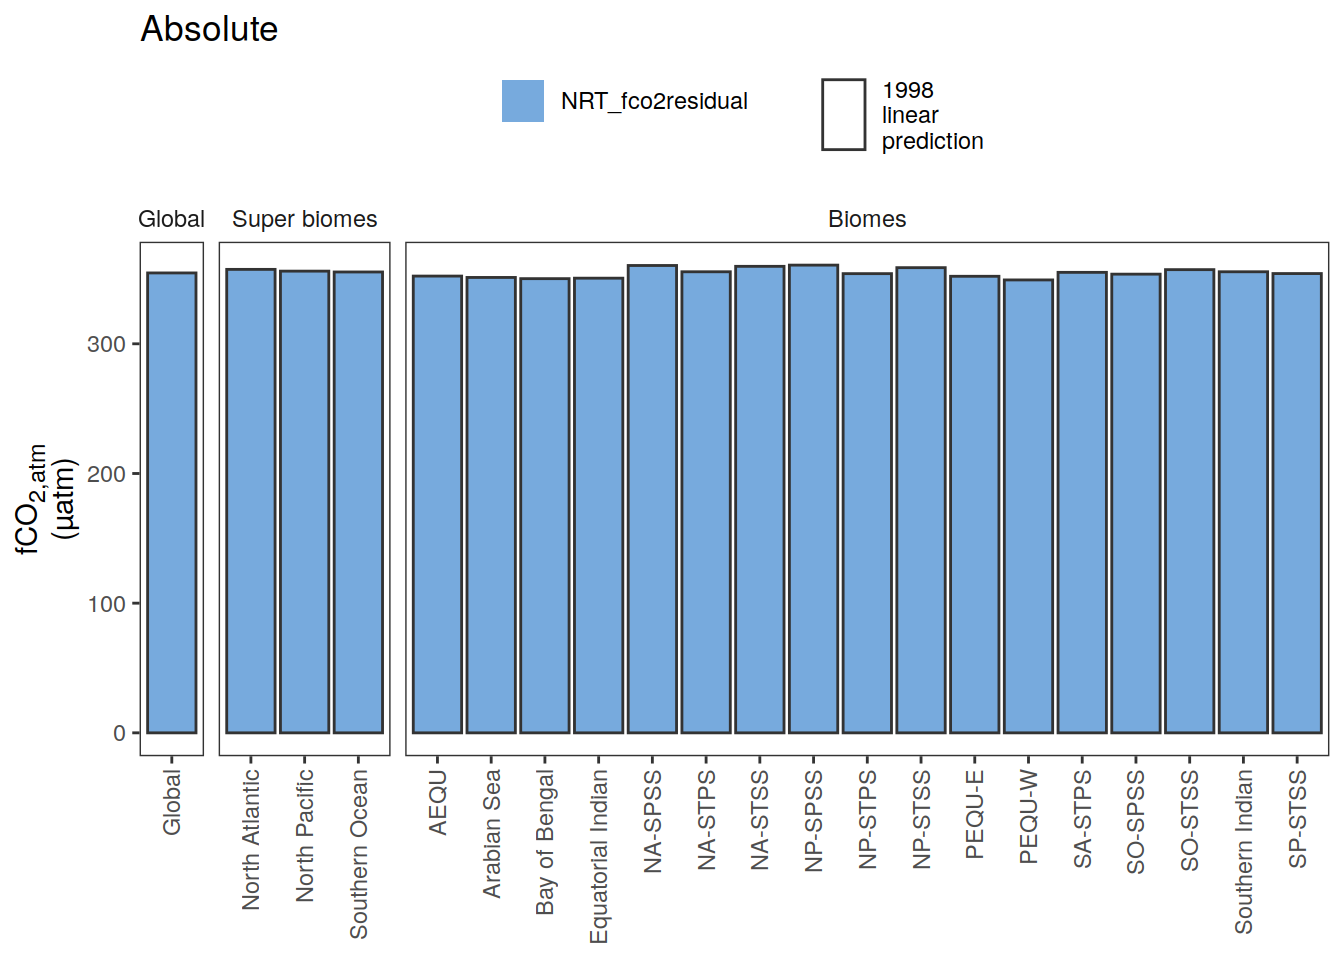 Absolute
NRT_fco2residual
1998
linear
prediction
Global
Super biomes
Biomes
fCO2,atm
(µatm)
300
200
100
0
Global
North Atlantic
North Pacific
Southern Ocean
AEQU
Arabian Sea
Bay of Bengal
Equatorial Indian
NA-SPSS
NA-STPS
NA-STSS
NP-SPSS
NP-STPS
NP-STSS
PEQU-E
PEQU-W
SA-STPS
SO-SPSS
SO-STSS
Southern Indian
SP-STSS